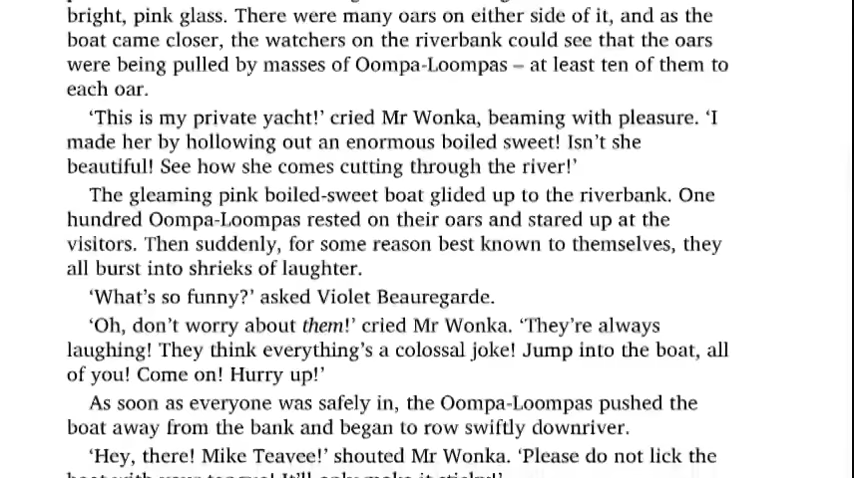 bright, pink glass. There were many oars on either side of it, and as the
boat came closer, the watchers on the riverbank could see that the oars
were being pulled by masses of Oompa-Loompas – at least ten of them to
each oar.
‘This is my private yacht!’ cried Mr Wonka, beaming with pleasure. ‘I
made her by hollowing out an enormous boiled sweet! Isn’t she
beautiful! See how she comes cutting through the river!’
The gleaming pink boiled-sweet boat glided up to the riverbank. One
hundred Oompa-Loompas rested on their oars and stared up at the
visitors. Then suddenly, for some reason best known to themselves, they
all burst into shrieks of laughter.
‘What’s so funny?’ asked Violet Beauregarde.
‘Oh, don’t worry about them!’ cried Mr Wonka. ‘They’re always
laughing! They think everything’s a colossal joke! Jump into the boat, all
of you! Come on! Hurry up!’
As soon as everyone was safely in, the Oompa-Loompas pushed the
boat away from the bank and began to row swiftly downriver.
‘Hey, there! Mike Teavee!’ shouted Mr Wonka. ‘Please do not lick the